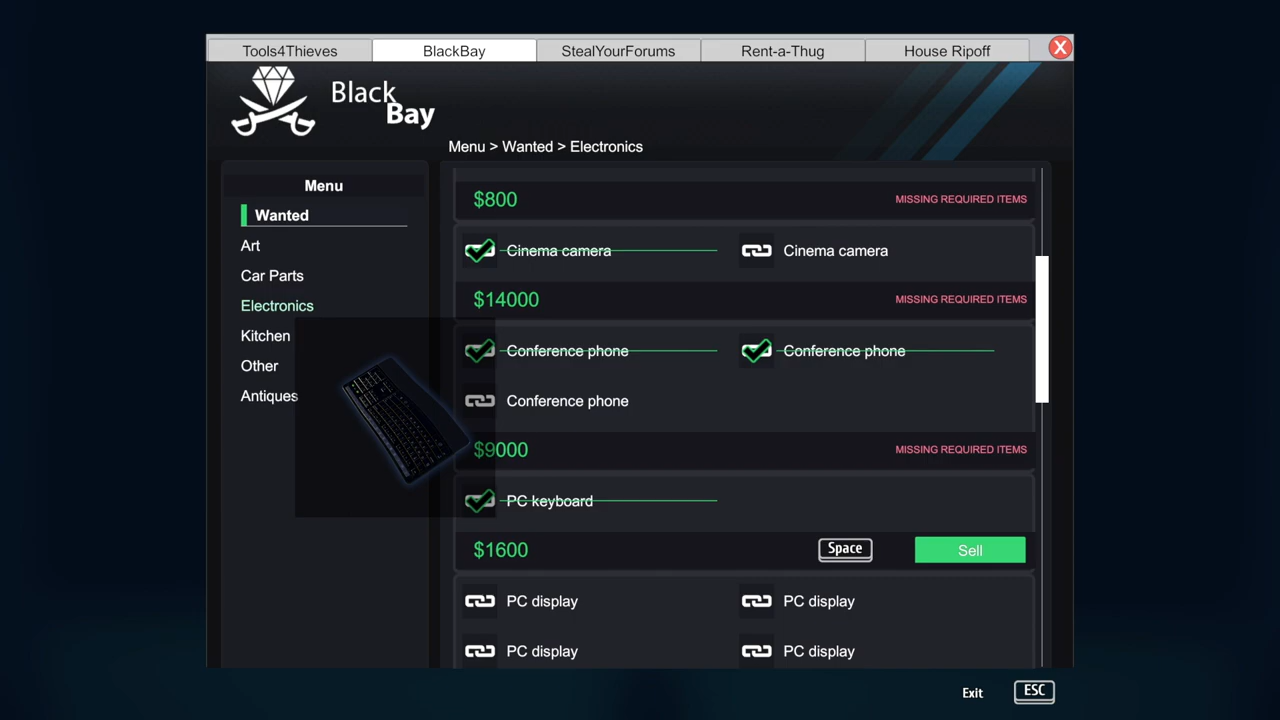 Tools4Thieves
BlackBay
StealYourForums
Rent-a-Thug
House Ripoff
X
Black
Bay
Menu > Wanted > Electronics
Menu
Wanted
Art
Car Parts
Electronics
Kitchen
Other
Antiques
$800 MISSING REQUIRED ITEMS
Cinema camera Cinema camera
$14000 MISSING REQUIRED ITEMS
Conference phone Conference phone
Conference phone
$9000 MISSING REQUIRED ITEMS
PC keyboard
$1600 Space Sell
PC display PC display
PC display PC display
Exit ESC